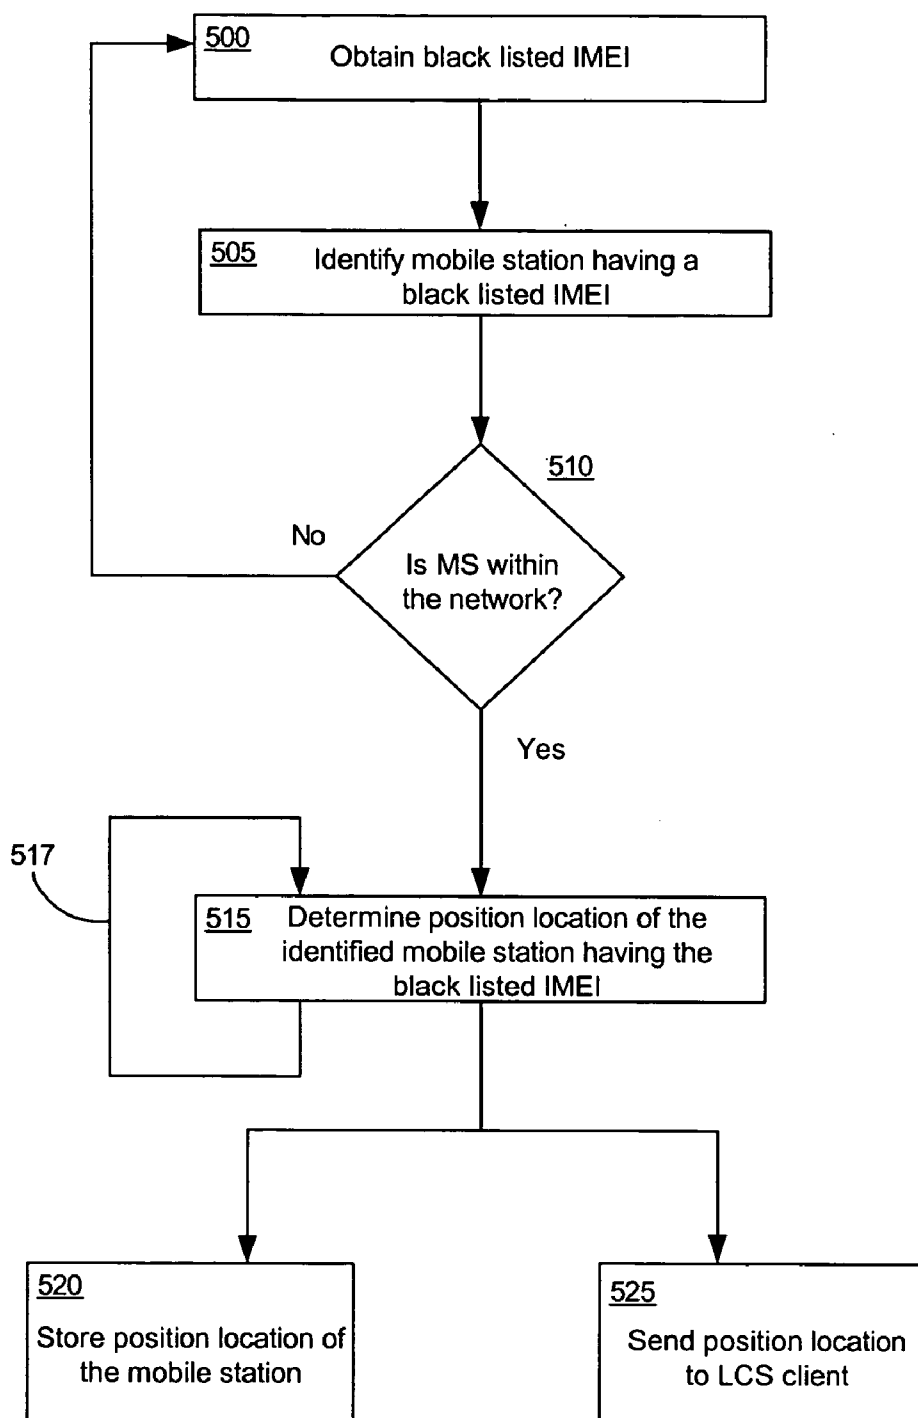 500
Obtain black listed IMEI
505
Identify mobile station having a
black listed IMEI
510
No
Is MS within
the network?
Yes
517
515
Determine position location of the
identified mobile station having the
black listed IMEI
520
Store position location of
the mobile station
525
Send position location
to LCS client